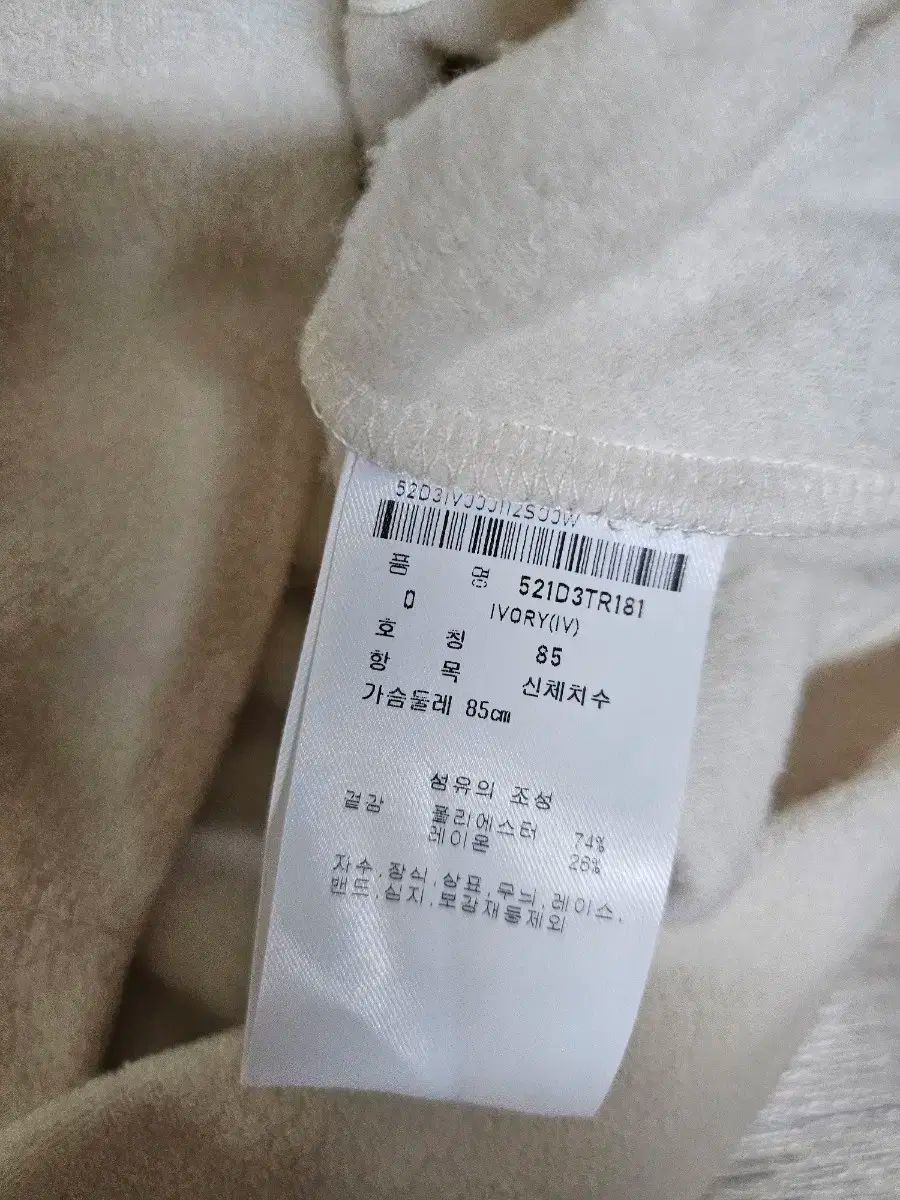 품 명 521D3TR181
0 IVORY(IV)
호 칭 85
항 목 신체치수
가슴둘레 85cm
섬유의 조성
겉감 폴리에스터 74%
레이온 26%
자수.장식.상표.무늬.레이스.
밴드.심지.보강재물제외